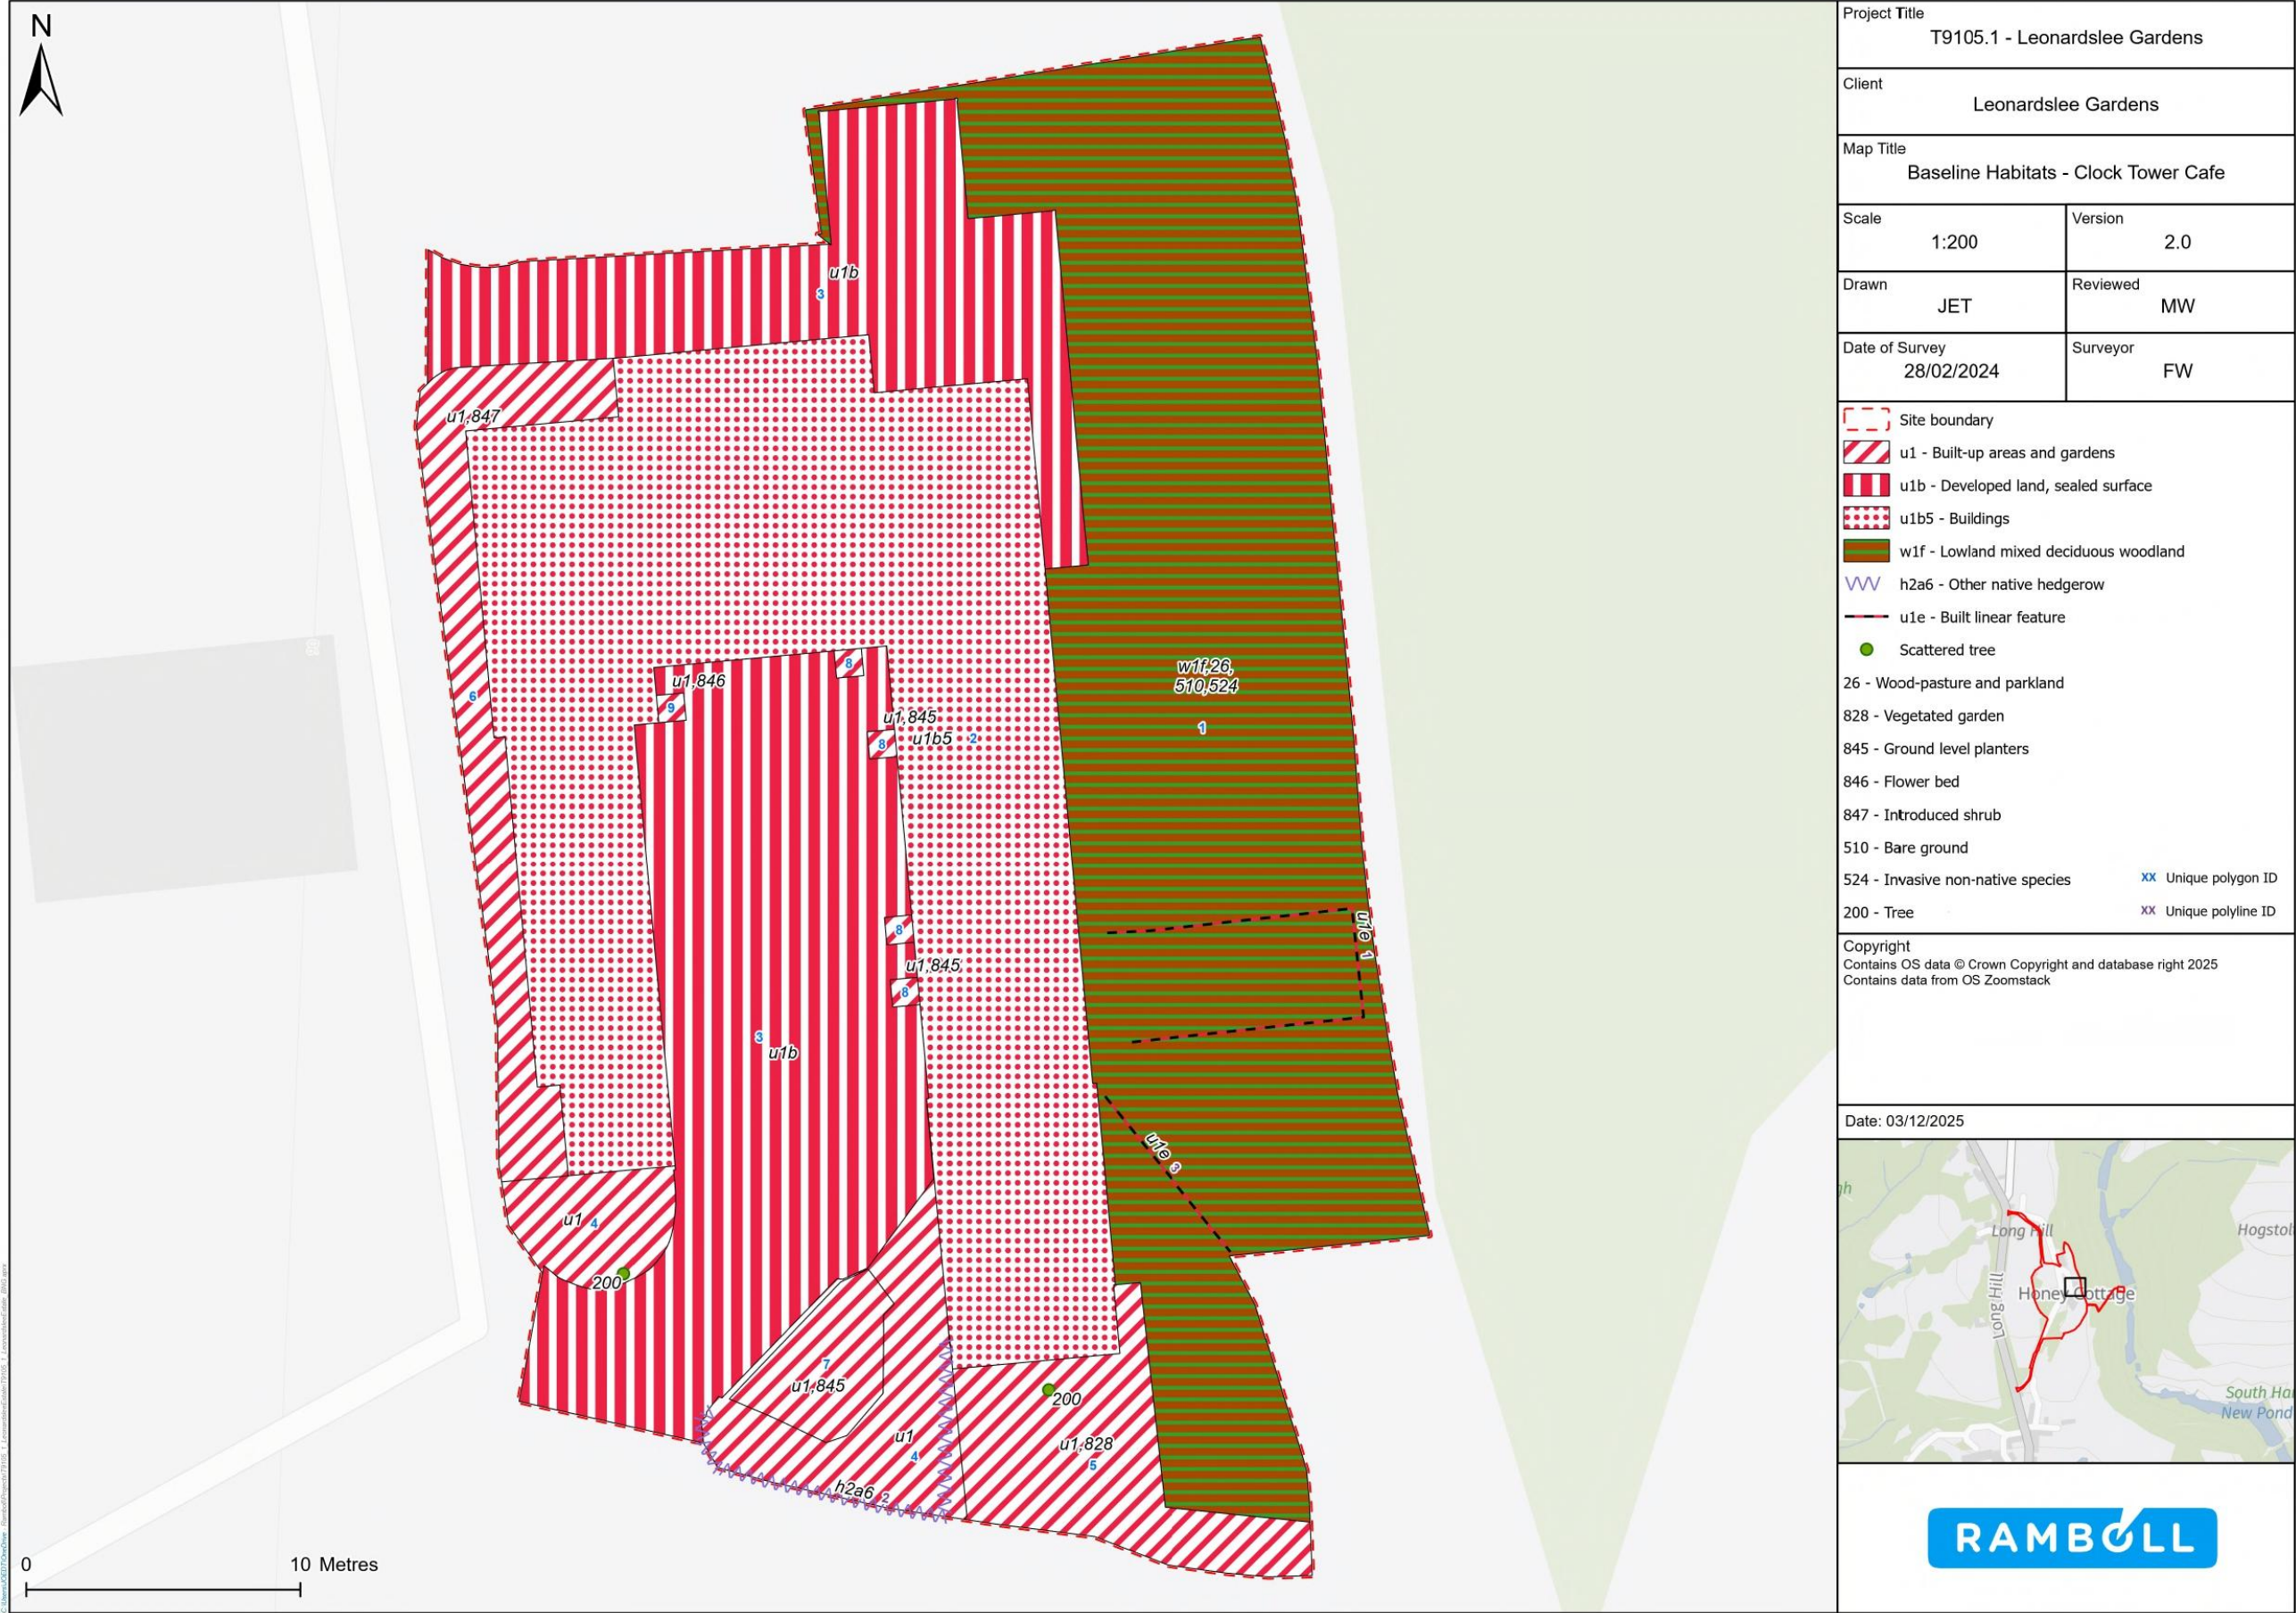 N
u1b
3
u1,847
6
u1,846
9
8
u1,845
8
u1b5 2
w1f,26,
510,524
1
8
u1,845
8
3
u1b
u1e 1
u1e 3
u1 4
200
7
u1,845
u1
4
200
u1,828
5
h2a6 2
0 10 Metres
Project Title
T9105.1 - Leonardslee Gardens
Client
Leonardslee Gardens
Map Title
Baseline Habitats - Clock Tower Cafe
Scale
1:200
Version
2.0
Drawn
JET
Reviewed
MW
Date of Survey
28/02/2024
Surveyor
FW
Site boundary
u1 - Built-up areas and gardens
u1b - Developed land, sealed surface
u1b5 - Buildings
w1f - Lowland mixed deciduous woodland
h2a6 - Other native hedgerow
u1e - Built linear feature
Scattered tree
26 - Wood-pasture and parkland
828 - Vegetated garden
845 - Ground level planters
846 - Flower bed
847 - Introduced shrub
510 - Bare ground
524 - Invasive non-native species
xx Unique polygon ID
200 - Tree
xx Unique polyline ID
Copyright
Contains OS data © Crown Copyright and database right 2025
Contains data from OS Zoomstack
Date: 03/12/2025
gh
Long Hill
Hogstol
Long Hill
Honey Cottage
South Ha
New Pond
RAMBOLL